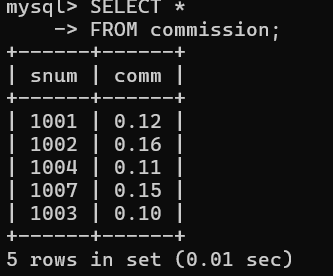 mysql> SELECT *
    -> FROM commission;
+------+------+
| snum | comm |
+------+------+
| 1001 | 0.12 |
| 1002 | 0.16 |
| 1004 | 0.11 |
| 1007 | 0.15 |
| 1003 | 0.10 |
+------+------+
5 rows in set (0.01 sec)